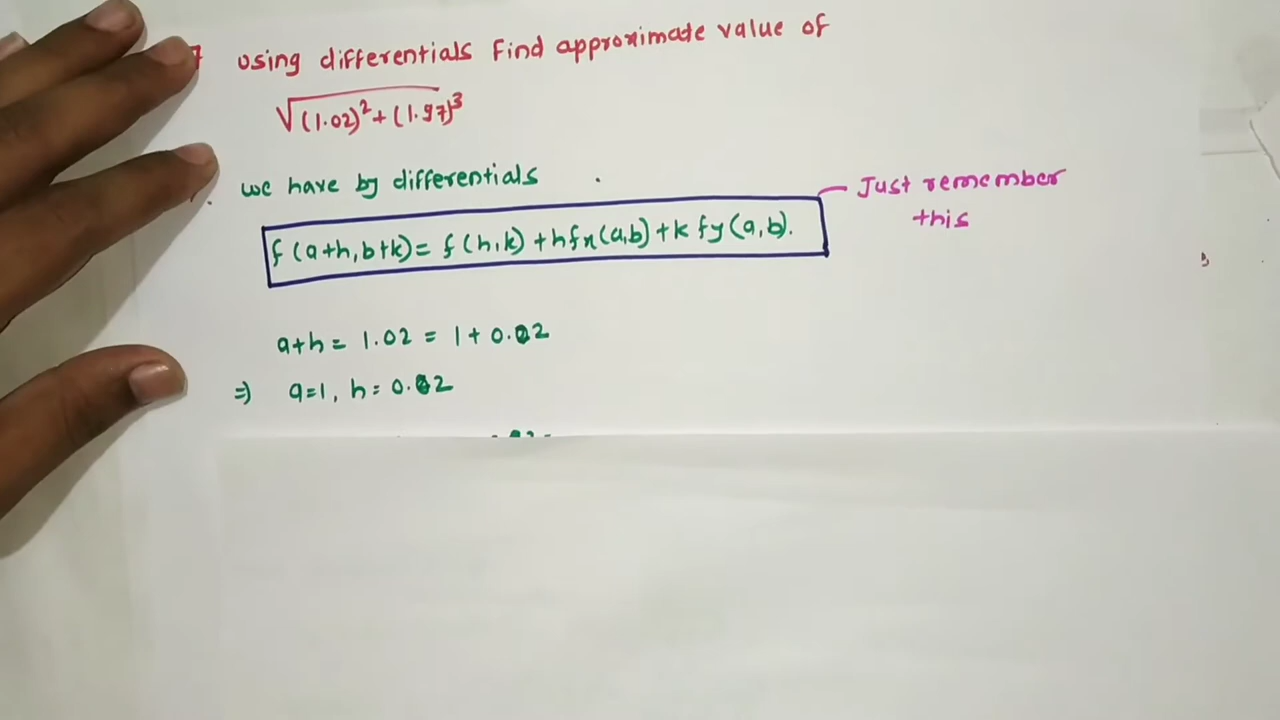 using differentials Find approximate value of
√(1.02)²+(1.97)³
we have by differentials
f(a+h,b+k)= f(h,k)+hfx(a,b)+k fy(a,b).
Just remember
this
a+h = 1.02 = 1+0.02
⇒ a=1, h=0.02